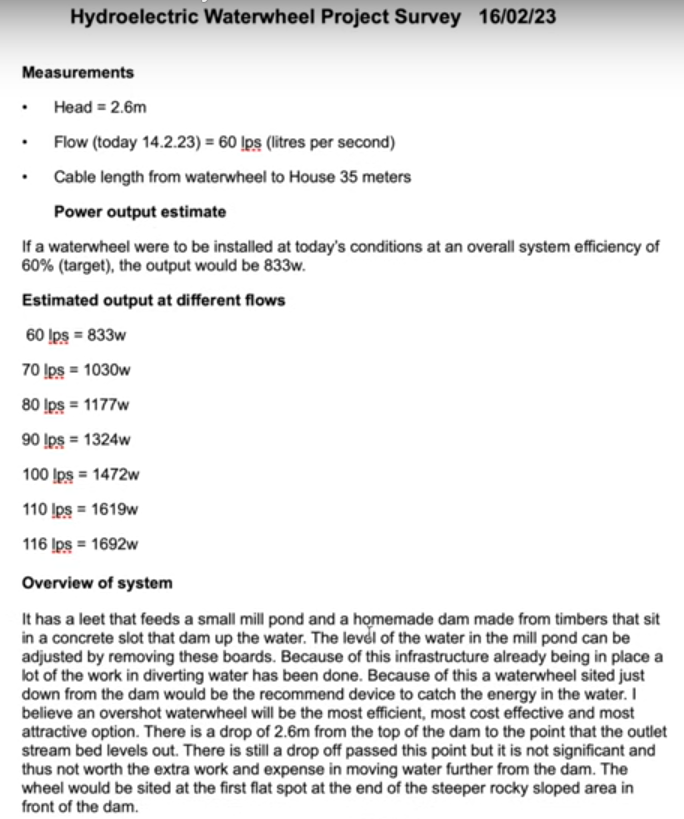 Hydroelectric Waterwheel Project Survey 16/02/23
Measurements
• Head = 2.6m
• Flow (today 14.2.23) = 60 lps (litres per second)
• Cable length from waterwheel to House 35 meters
Power output estimate
If a waterwheel were to be installed at today's conditions at an overall system efficiency of
60% (target), the output would be 833w.
Estimated output at different flows
60 lps = 833w
70 lps = 1030w
80 lps = 1177w
90 lps = 1324w
100 lps = 1472w
110 lps = 1619w
116 lps = 1692w
Overview of system
It has a leet that feeds a small mill pond and a homemade dam made from timbers that sit
in a concrete slot that dam up the water. The level of the water in the mill pond can be
adjusted by removing these boards. Because of this infrastructure already being in place a
lot of the work in diverting water has been done. Because of this a waterwheel sited just
down from the dam would be the recommend device to catch the energy in the water. I
believe an overshot waterwheel will be the most efficient, most cost effective and most
attractive option. There is a drop of 2.6m from the top of the dam to the point that the outlet
stream bed levels out. There is still a drop off passed this point but it is not significant and
thus not worth the extra work and expense in moving water further from the dam. The
wheel would be sited at the first flat spot at the end of the steeper rocky sloped area in
front of the dam.